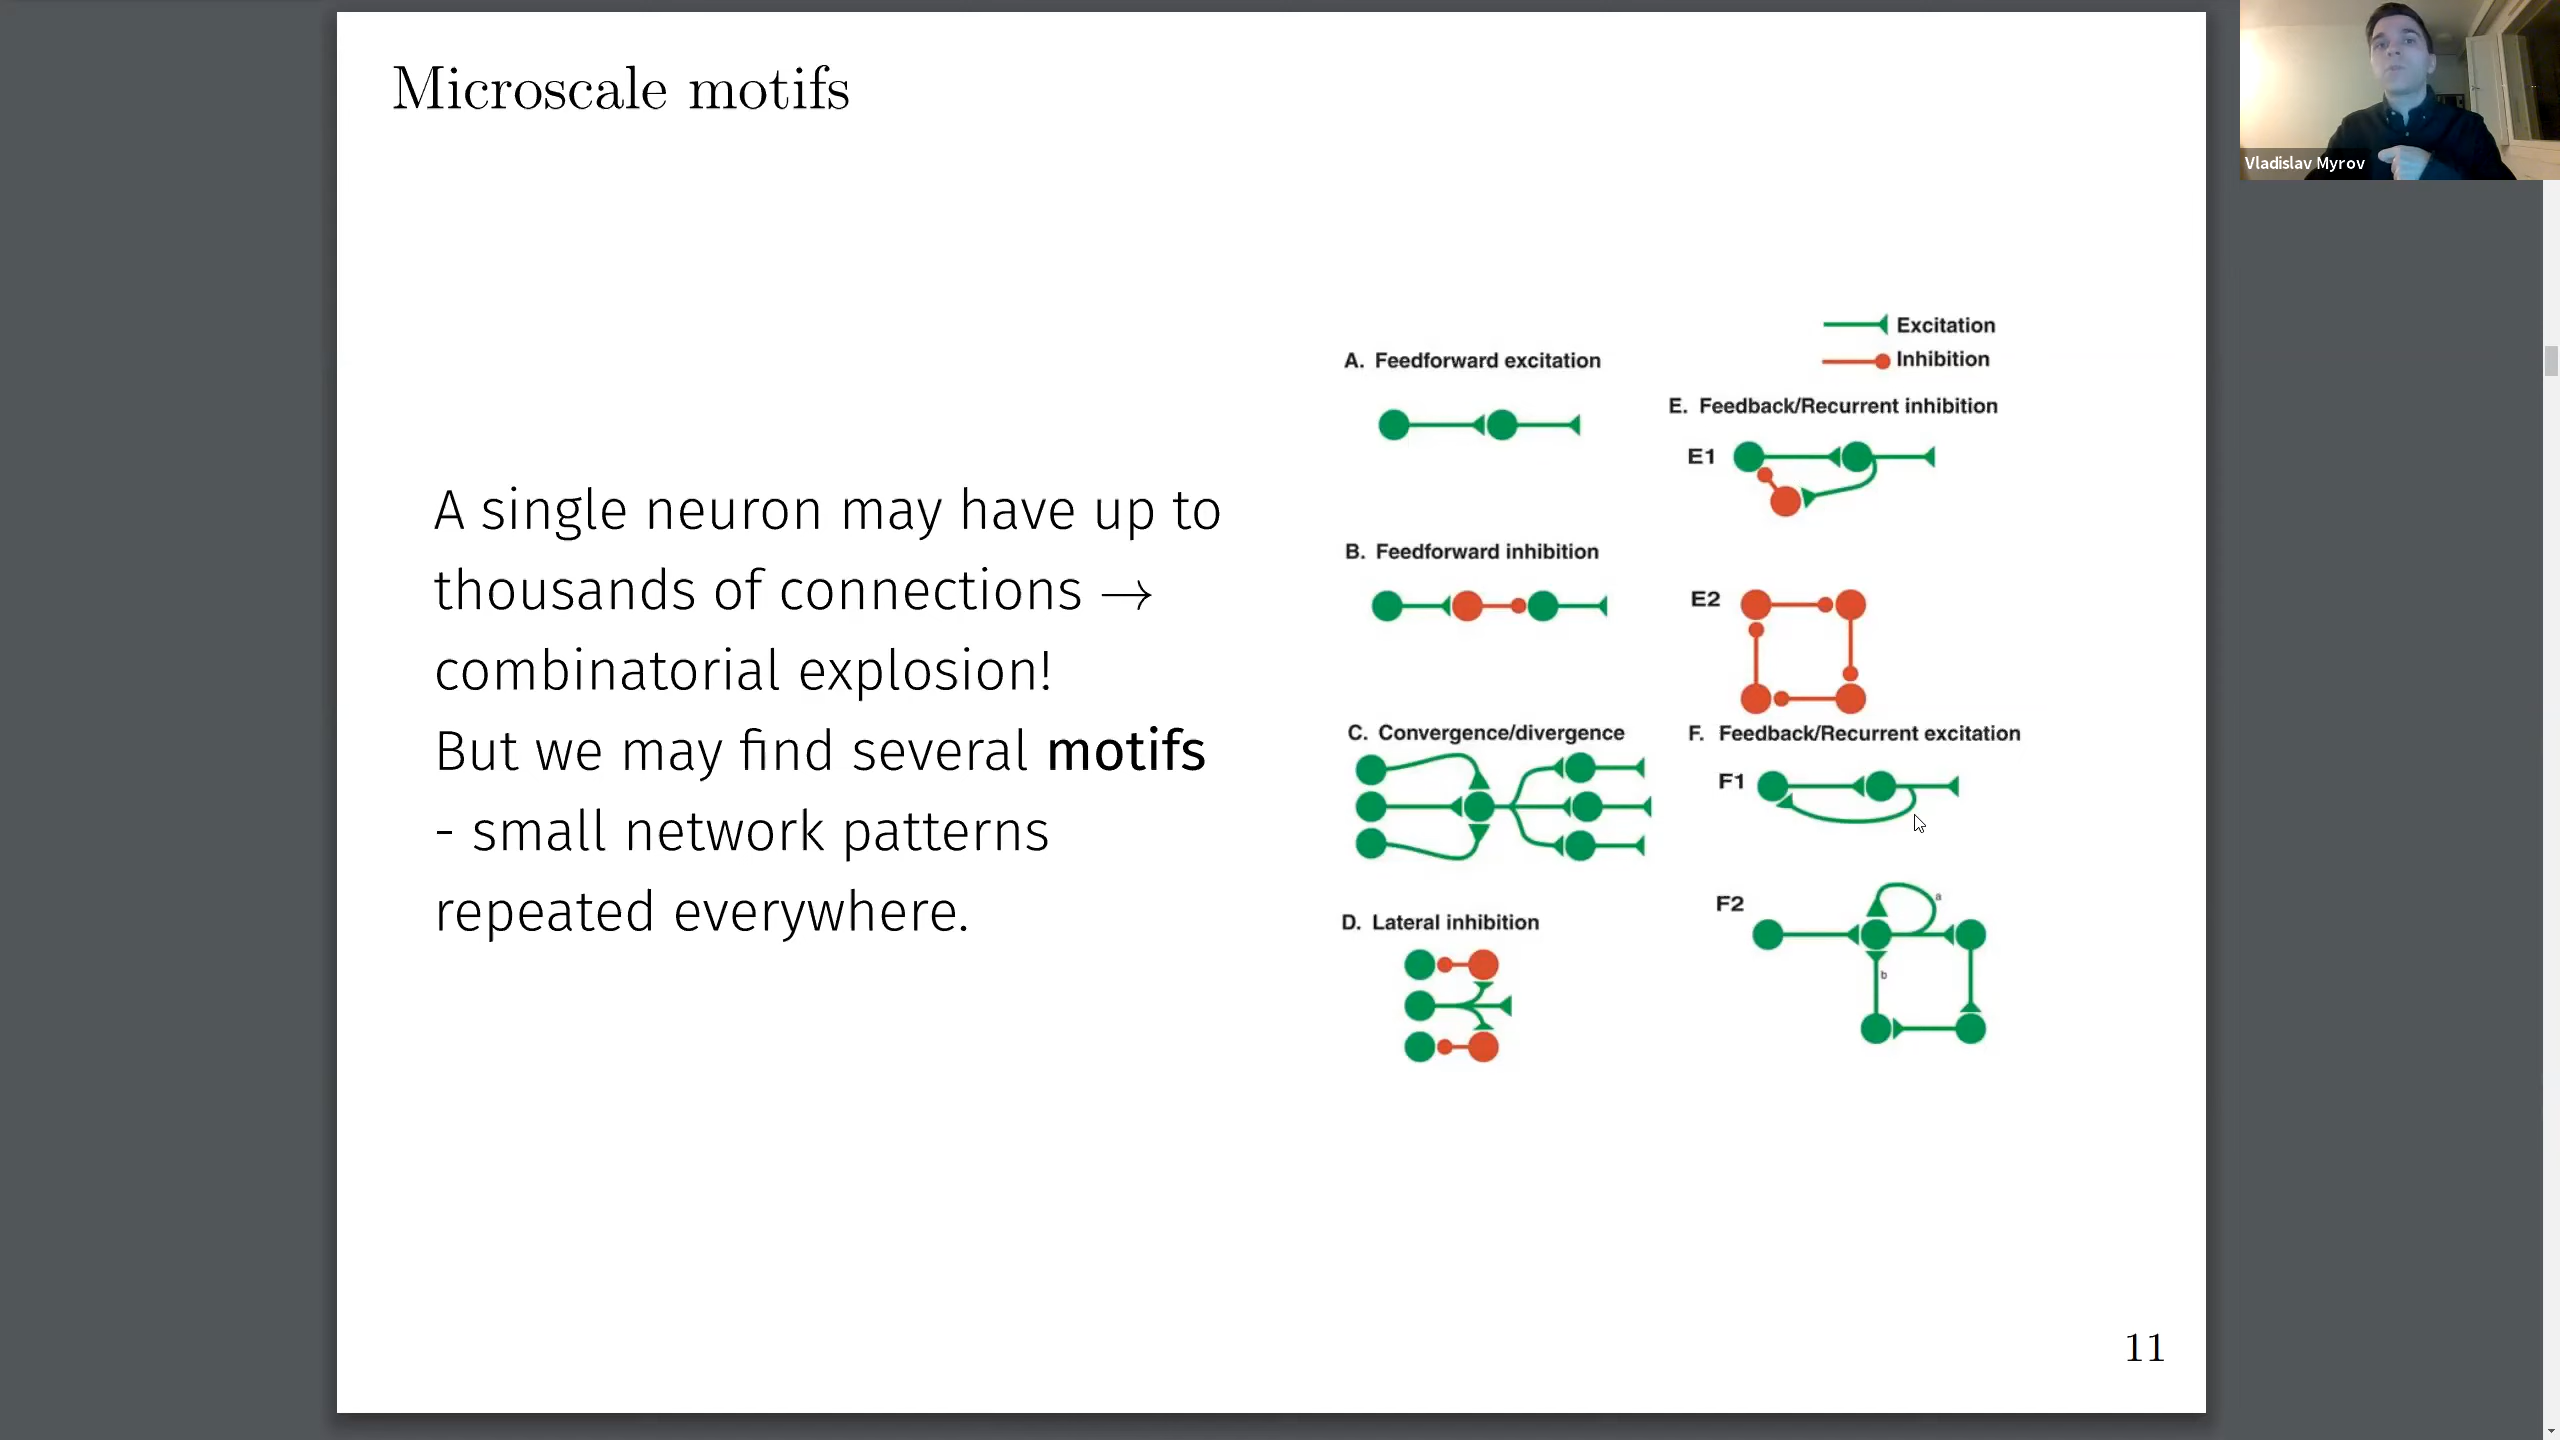 Microscale motifs
Vladislav Myrov
A single neuron may have up to
thousands of connections →
combinatorial explosion!
But we may find several motifs
- small network patterns
repeated everywhere.
Excitation
Inhibition
A. Feedforward excitation
B. Feedforward inhibition
C. Convergence/divergence
D. Lateral inhibition
E. Feedback/Recurrent inhibition
E1
E2
F. Feedback/Recurrent excitation
F1
F2
a
b
11